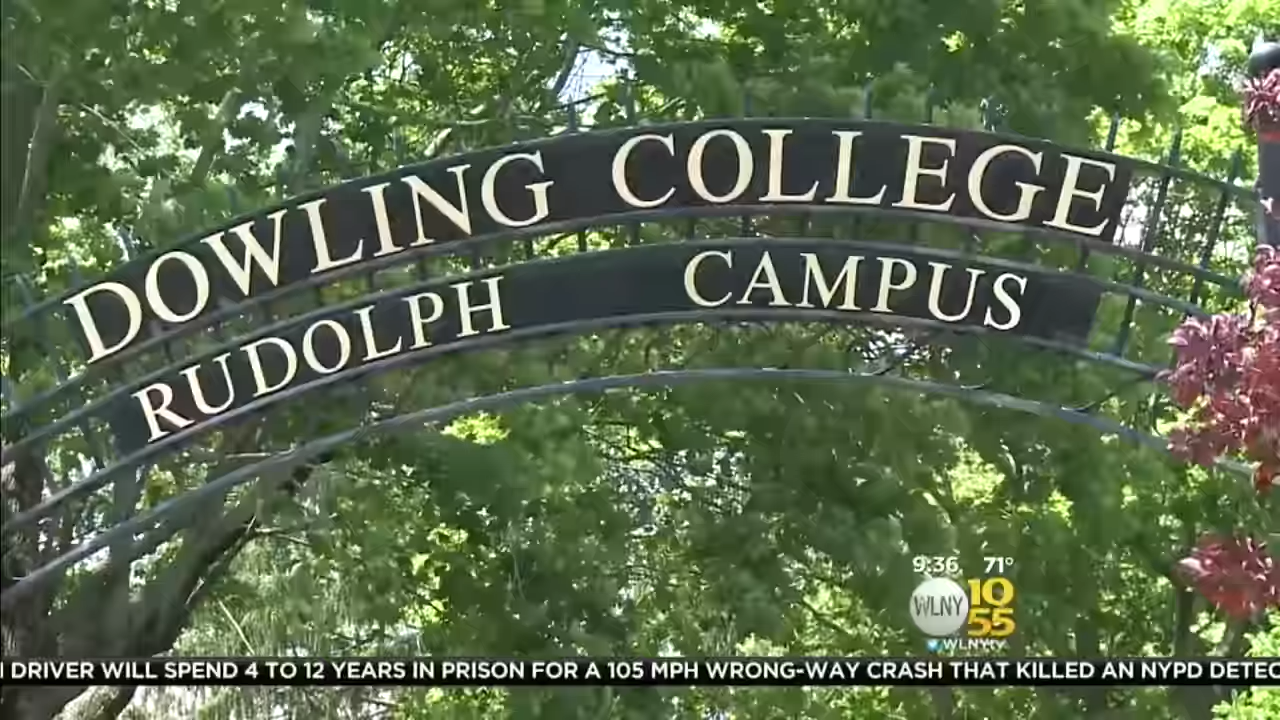 DOWLING COLLEGE
RUDOLPH CAMPUS
9:36 71°
WLNY 10
55
WLNYtv
DRIVER WILL SPEND 4 TO 12 YEARS IN PRISON FOR A 105 MPH WRONG-WAY CRASH THAT KILLED AN NYPD